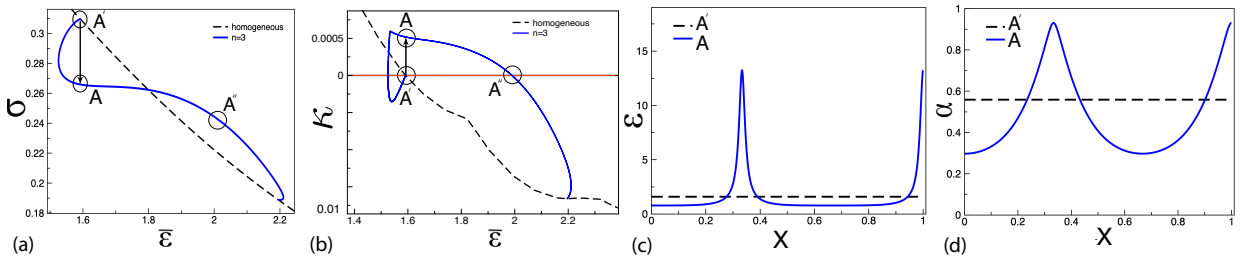 0.3
0.28
0.26
0.24
0.22
0.2
0.18
σ
A′
A
A″
homogeneous
n=3
1.6
1.8
2
2.2
ε̅
(a)
0.0005
0
0.01
κ
A
A′
A″
homogeneous
n=3
1.4
1.6
1.8
2
2.2
ε̅
(b)
15
10
5
0
ε
A′
A
0
0.2
0.4
0.6
0.8
1
X
(c)
1
0.8
0.6
0.4
0.2
0
α
A′
A
0
0.2
0.4
0.6
0.8
1
X
(d)